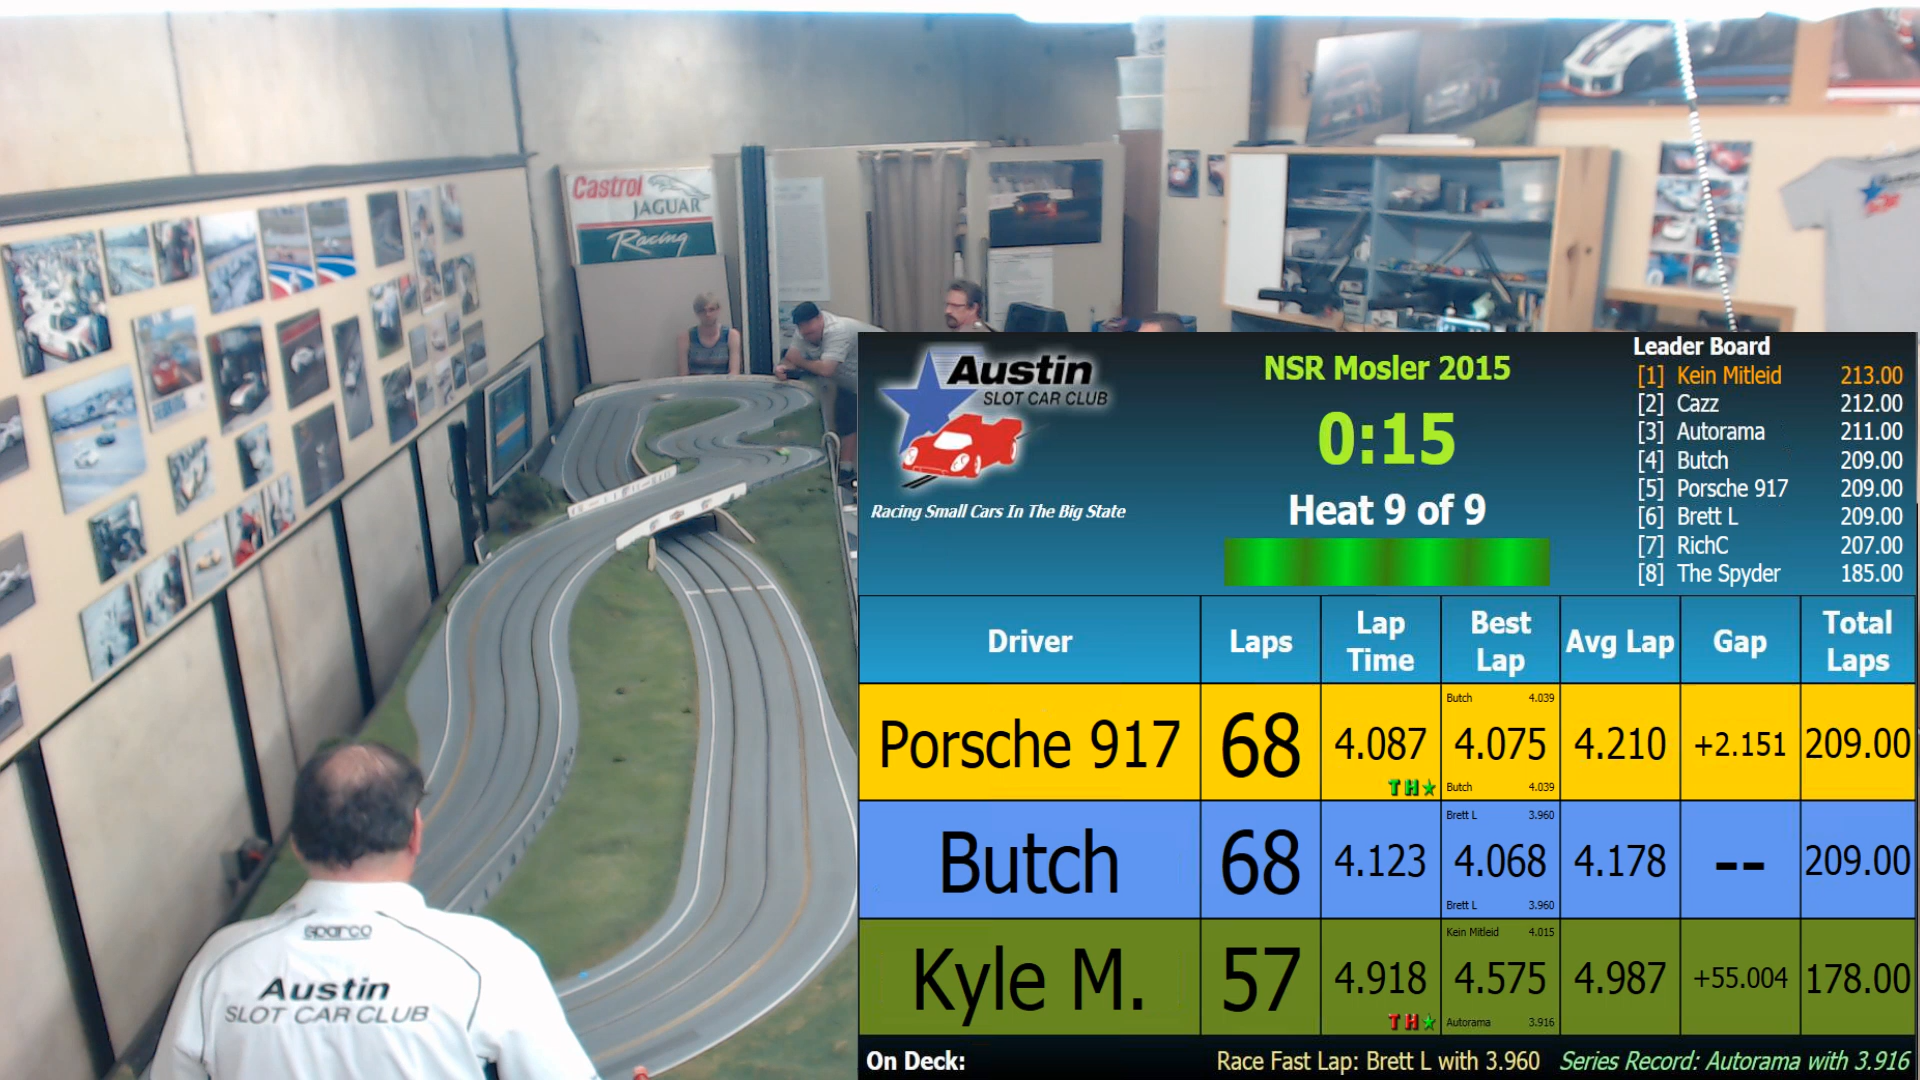 Castrol
JAGUAR
Racing
Austin
Sparco
Austin
SLOT CAR CLUB
Austin
SLOT CAR CLUB
Racing Small Cars In The Big State
NSR Mosler 2015
0:15
Heat 9 of 9
Leader Board
[1] Kein Mitleid 213.00
[2] Cazz 212.00
[3] Autorama 211.00
[4] Butch 209.00
[5] Porsche 917 209.00
[6] Brett L 209.00
[7] RichC 207.00
[8] The Spyder 185.00
Driver Laps Lap Time Best Lap Avg Lap Gap Total Laps
Butch 4.039
Porsche 917 68 4.087 4.075 4.210 +2.151 209.00
T H Butch 4.039
Brett L 3.960
Butch 68 4.123 4.068 4.178 -- 209.00
Brett L 3.960
Kein Mitleid 4.015
Kyle M. 57 4.918 4.575 4.987 +55.004 178.00
T H Autorama 3.916
On Deck: Race Fast Lap: Brett L with 3.960 Series Record: Autorama with 3.916